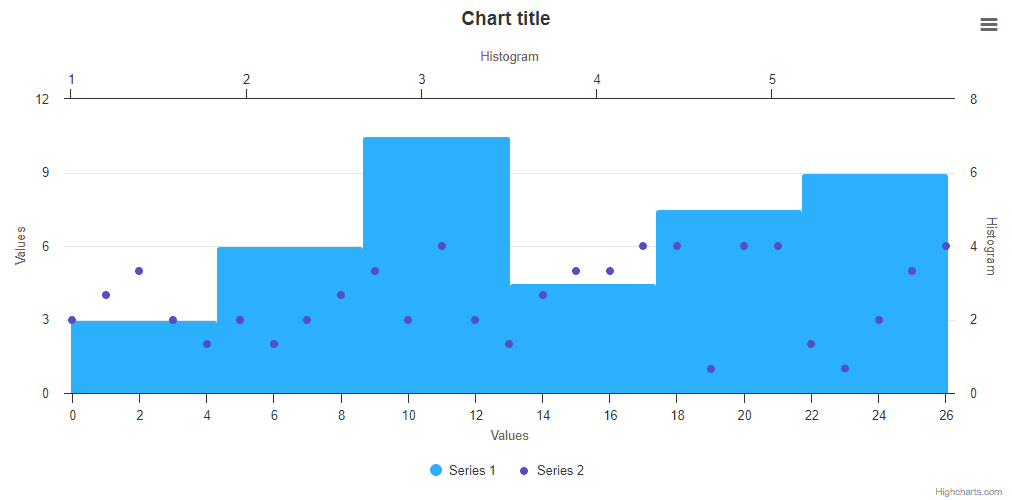 Chart title
Histogram
1 2 3 4 5
12 8
9 6
6 4
3 2
0 0
Values
Histogram
0 2 4 6 8 10 12 14 16 18 20 22 24 26
Values
Series 1 Series 2
Highcharts.com